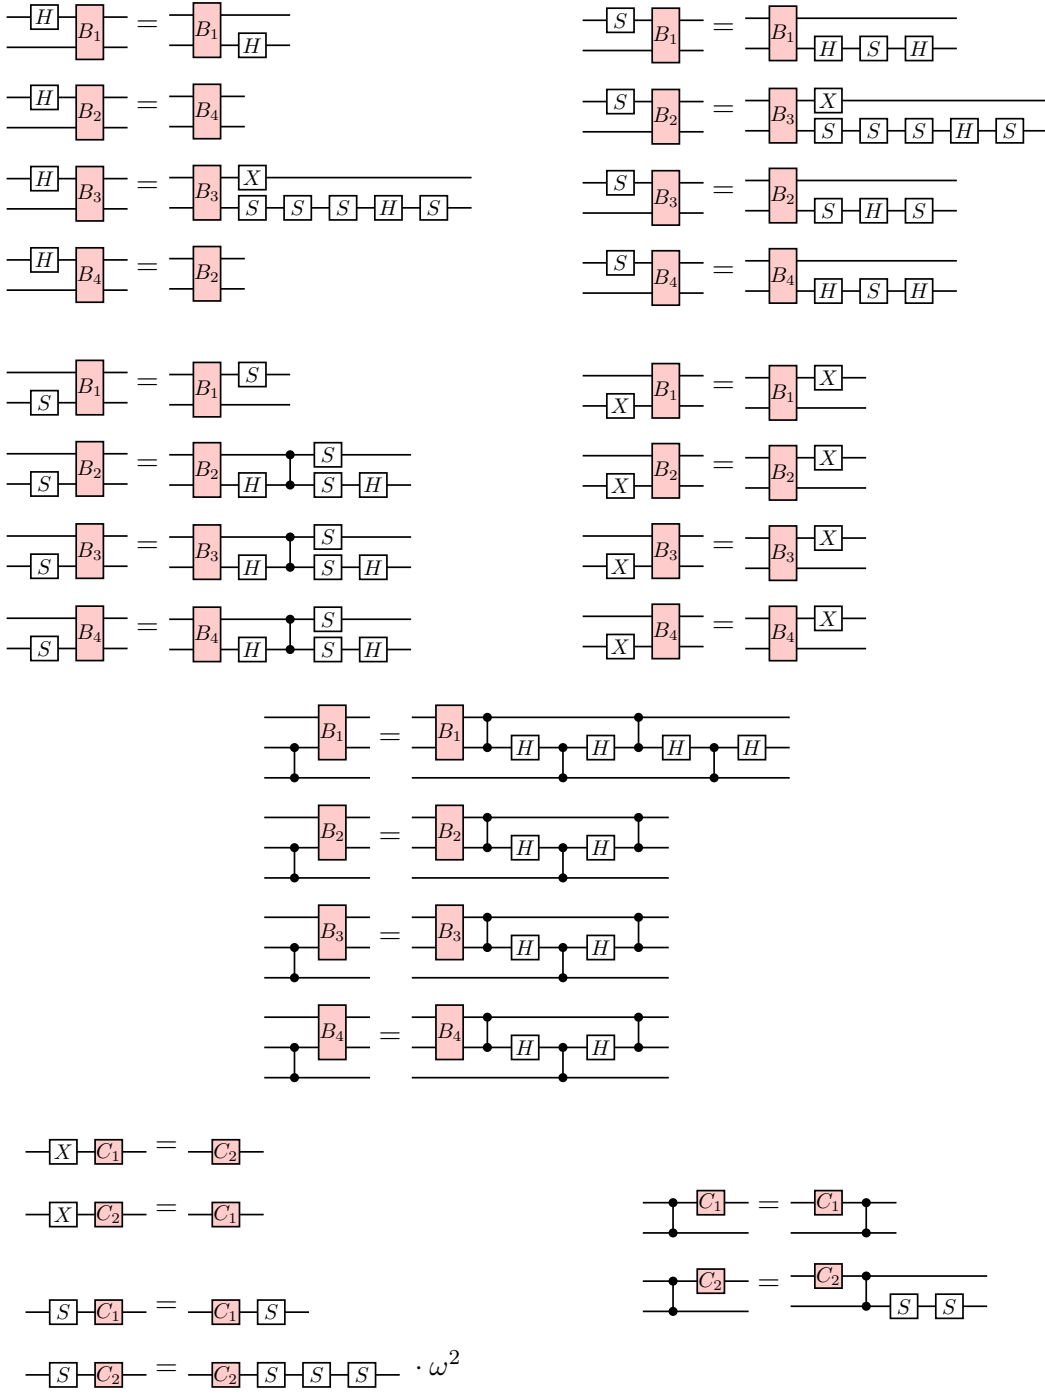 H B₁ = B₁ H
S B₁ = B₁ H S H
H B₂ = B₄
S B₂ = B₃ X S S S H S
H B₃ = B₃ X S S S H S
S B₃ = B₂ S H S
H B₄ = B₂
S B₄ = B₄ H S H
S B₁ = B₁ S
X B₁ = B₁ X
S B₂ = B₂ H S S H
X B₂ = B₂ X
S B₃ = B₃ H S S H
X B₃ = B₃ X
S B₄ = B₄ H S S H
X B₄ = B₄ X
B₁ = B₁ H H H H
B₂ = B₂ H H
B₃ = B₃ H H
B₄ = B₄ H H
X C₁ = C₂
X C₂ = C₁
C₁ = C₁
C₂ = C₂ S S
S C₁ = C₁ S
S C₂ = C₂ S S S · ω²